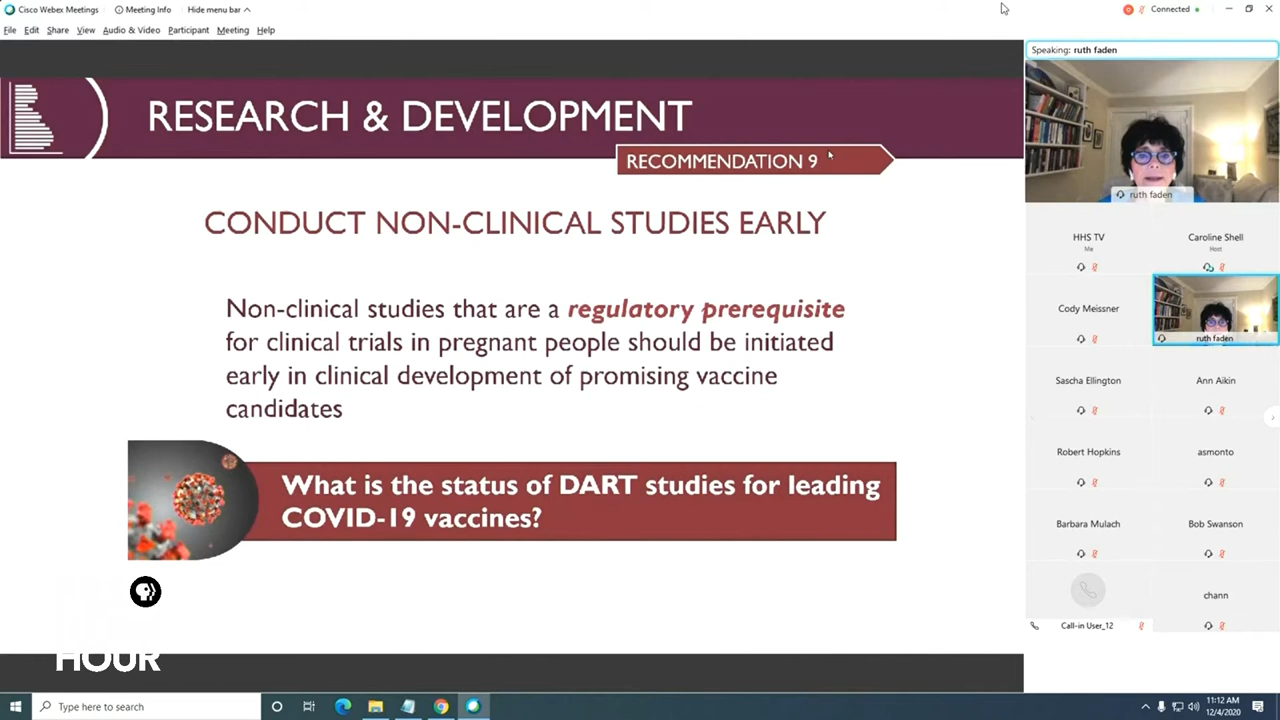 Cisco Webex Meetings
Meeting Info
Hide menu bar
Connected
File Edit Share View Audio & Video Participant Meeting Help
Speaking: ruth faden
RESEARCH & DEVELOPMENT
RECOMMENDATION 9
CONDUCT NON-CLINICAL STUDIES EARLY
Non-clinical studies that are a regulatory prerequisite
for clinical trials in pregnant people should be initiated
early in clinical development of promising vaccine
candidates
What is the status of DART studies for leading
COVID-19 vaccines?
HOUR
ruth faden
HHS TV
Me
Caroline Shell
Host
Cody Meissner
ruth faden
Sascha Ellington
Ann Aikin
Robert Hopkins
asmonto
Barbara Mulach
Bob Swanson
Call-in User_12
chann
Type here to search
11:12 AM
12/4/2020